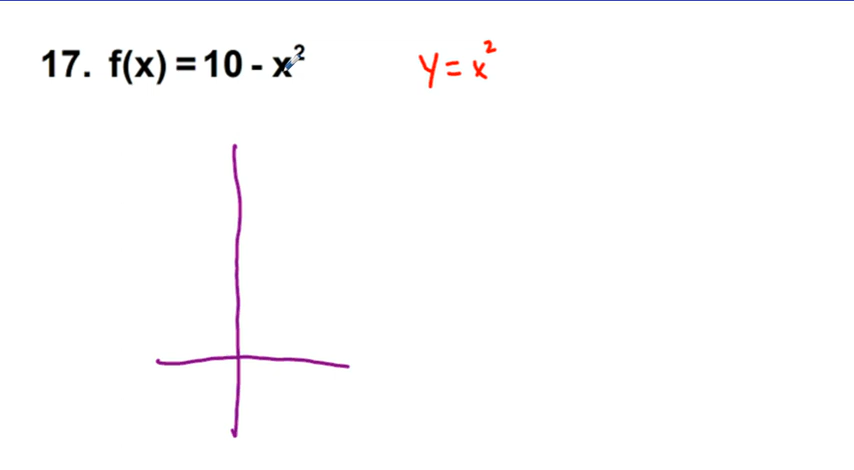 17. f(x) = 10 - x² y = x²